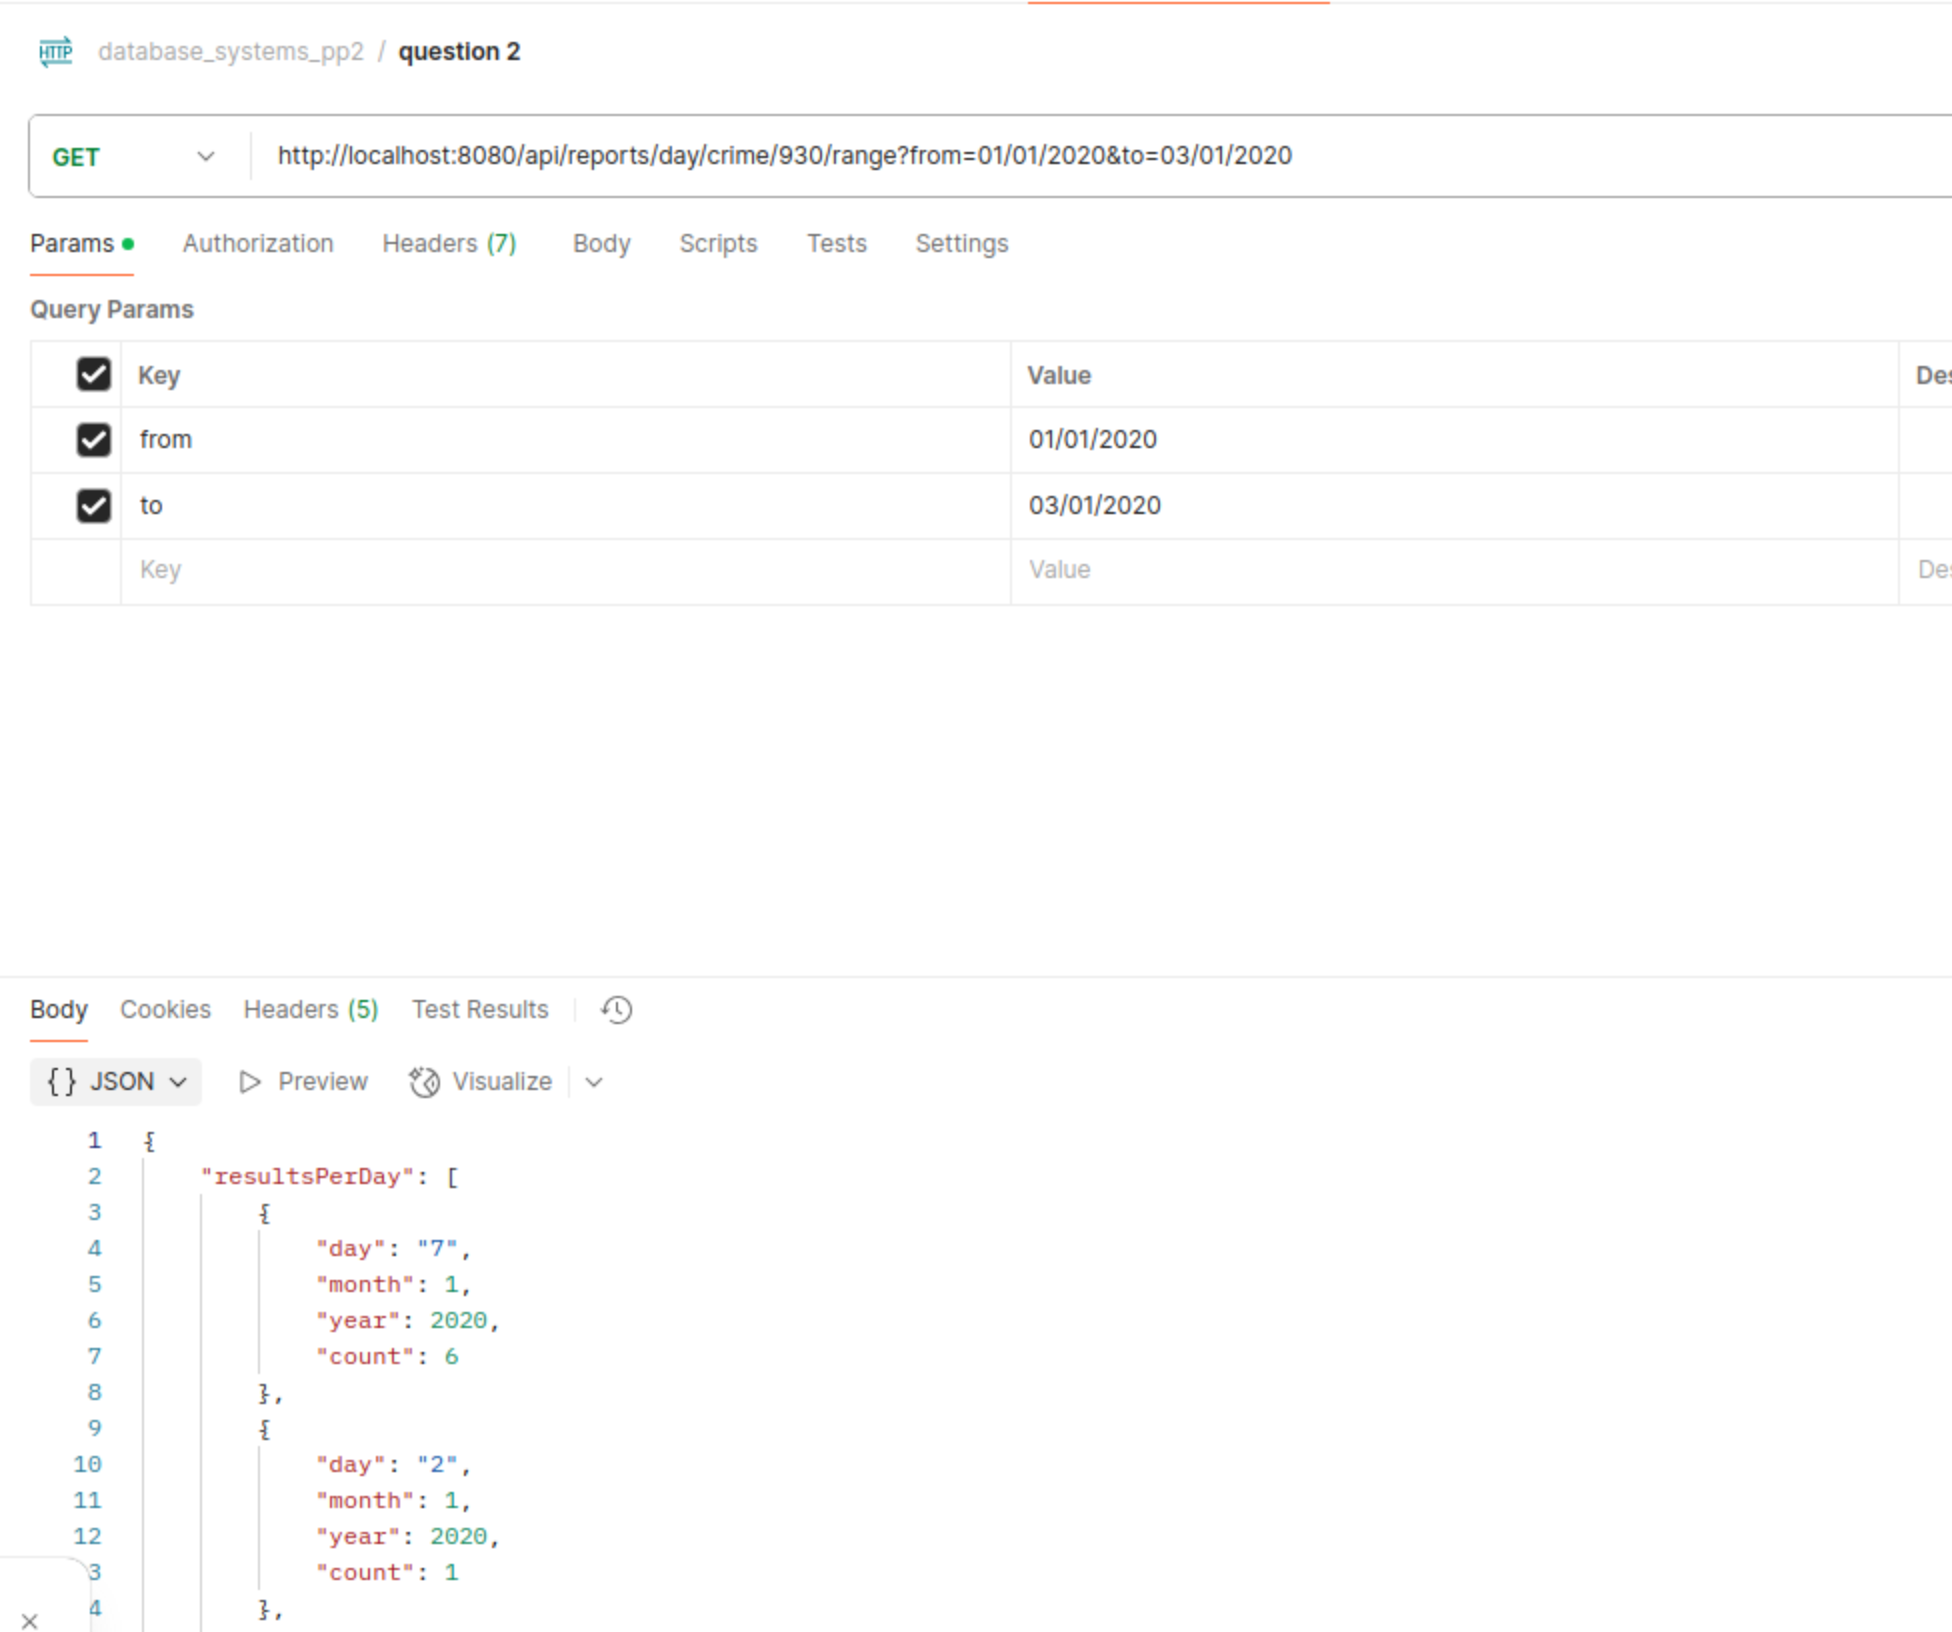 HTTP database_systems_pp2 / question 2
GET http://localhost:8080/api/reports/day/crime/930/range?from=01/01/2020&to=03/01/2020
Params Authorization Headers (7) Body Scripts Tests Settings
Query Params
Key Value Des
from 01/01/2020
to 03/01/2020
Key Value Des
Body Cookies Headers (5) Test Results
{} JSON Preview Visualize
1 {
2 "resultsPerDay": [
3 {
4 "day": "7",
5 "month": 1,
6 "year": 2020,
7 "count": 6
8 },
9 {
10 "day": "2",
11 "month": 1,
12 "year": 2020,
3 "count": 1
4 },